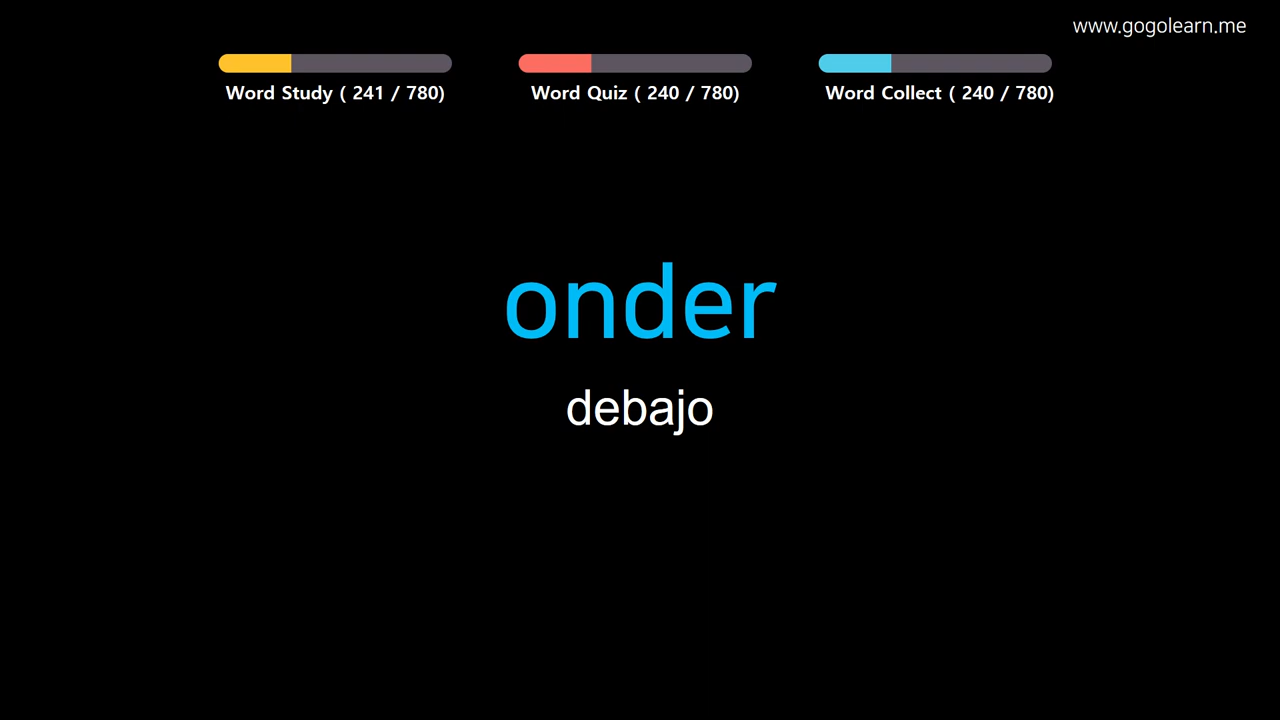 www.gogolearn.me
Word Study ( 241 / 780)
Word Quiz ( 240 / 780)
Word Collect ( 240 / 780)
onder
debajo